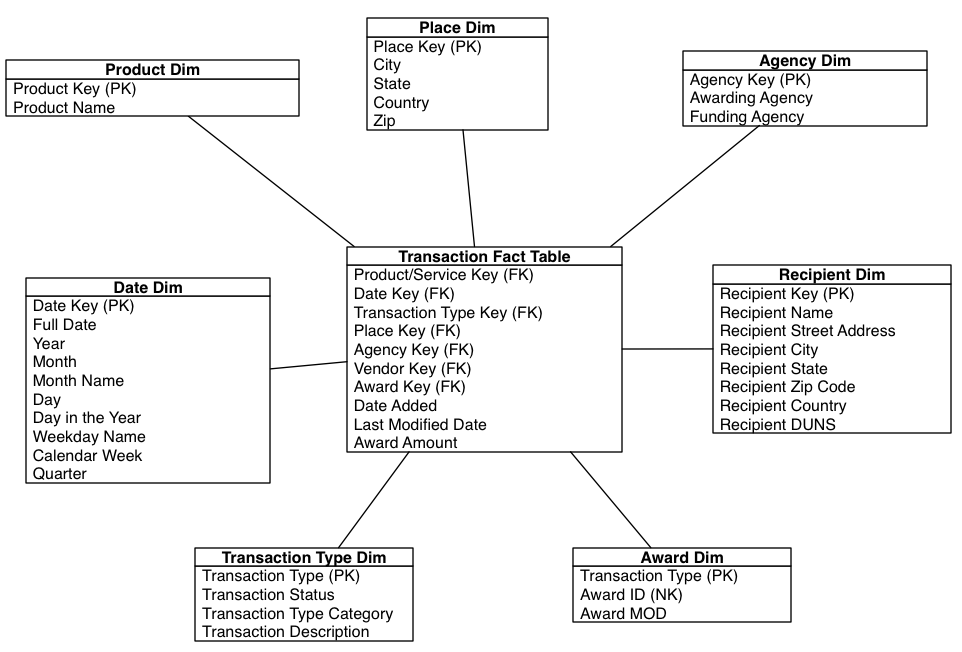 Place Dim
Place Key (PK)
City
State
Country
Zip
Product Dim
Product Key (PK)
Product Name
Agency Dim
Agency Key (PK)
Awarding Agency
Funding Agency
Transaction Fact Table
Product/Service Key (FK)
Date Key (FK)
Transaction Type Key (FK)
Place Key (FK)
Agency Key (FK)
Vendor Key (FK)
Award Key (FK)
Date Added
Last Modified Date
Award Amount
Date Dim
Date Key (PK)
Full Date
Year
Month
Month Name
Day
Day in the Year
Weekday Name
Calendar Week
Quarter
Recipient Dim
Recipient Key (PK)
Recipient Name
Recipient Street Address
Recipient City
Recipient State
Recipient Zip Code
Recipient Country
Recipient DUNS
Transaction Type Dim
Transaction Type (PK)
Transaction Status
Transaction Type Category
Transaction Description
Award Dim
Transaction Type (PK)
Award ID (NK)
Award MOD